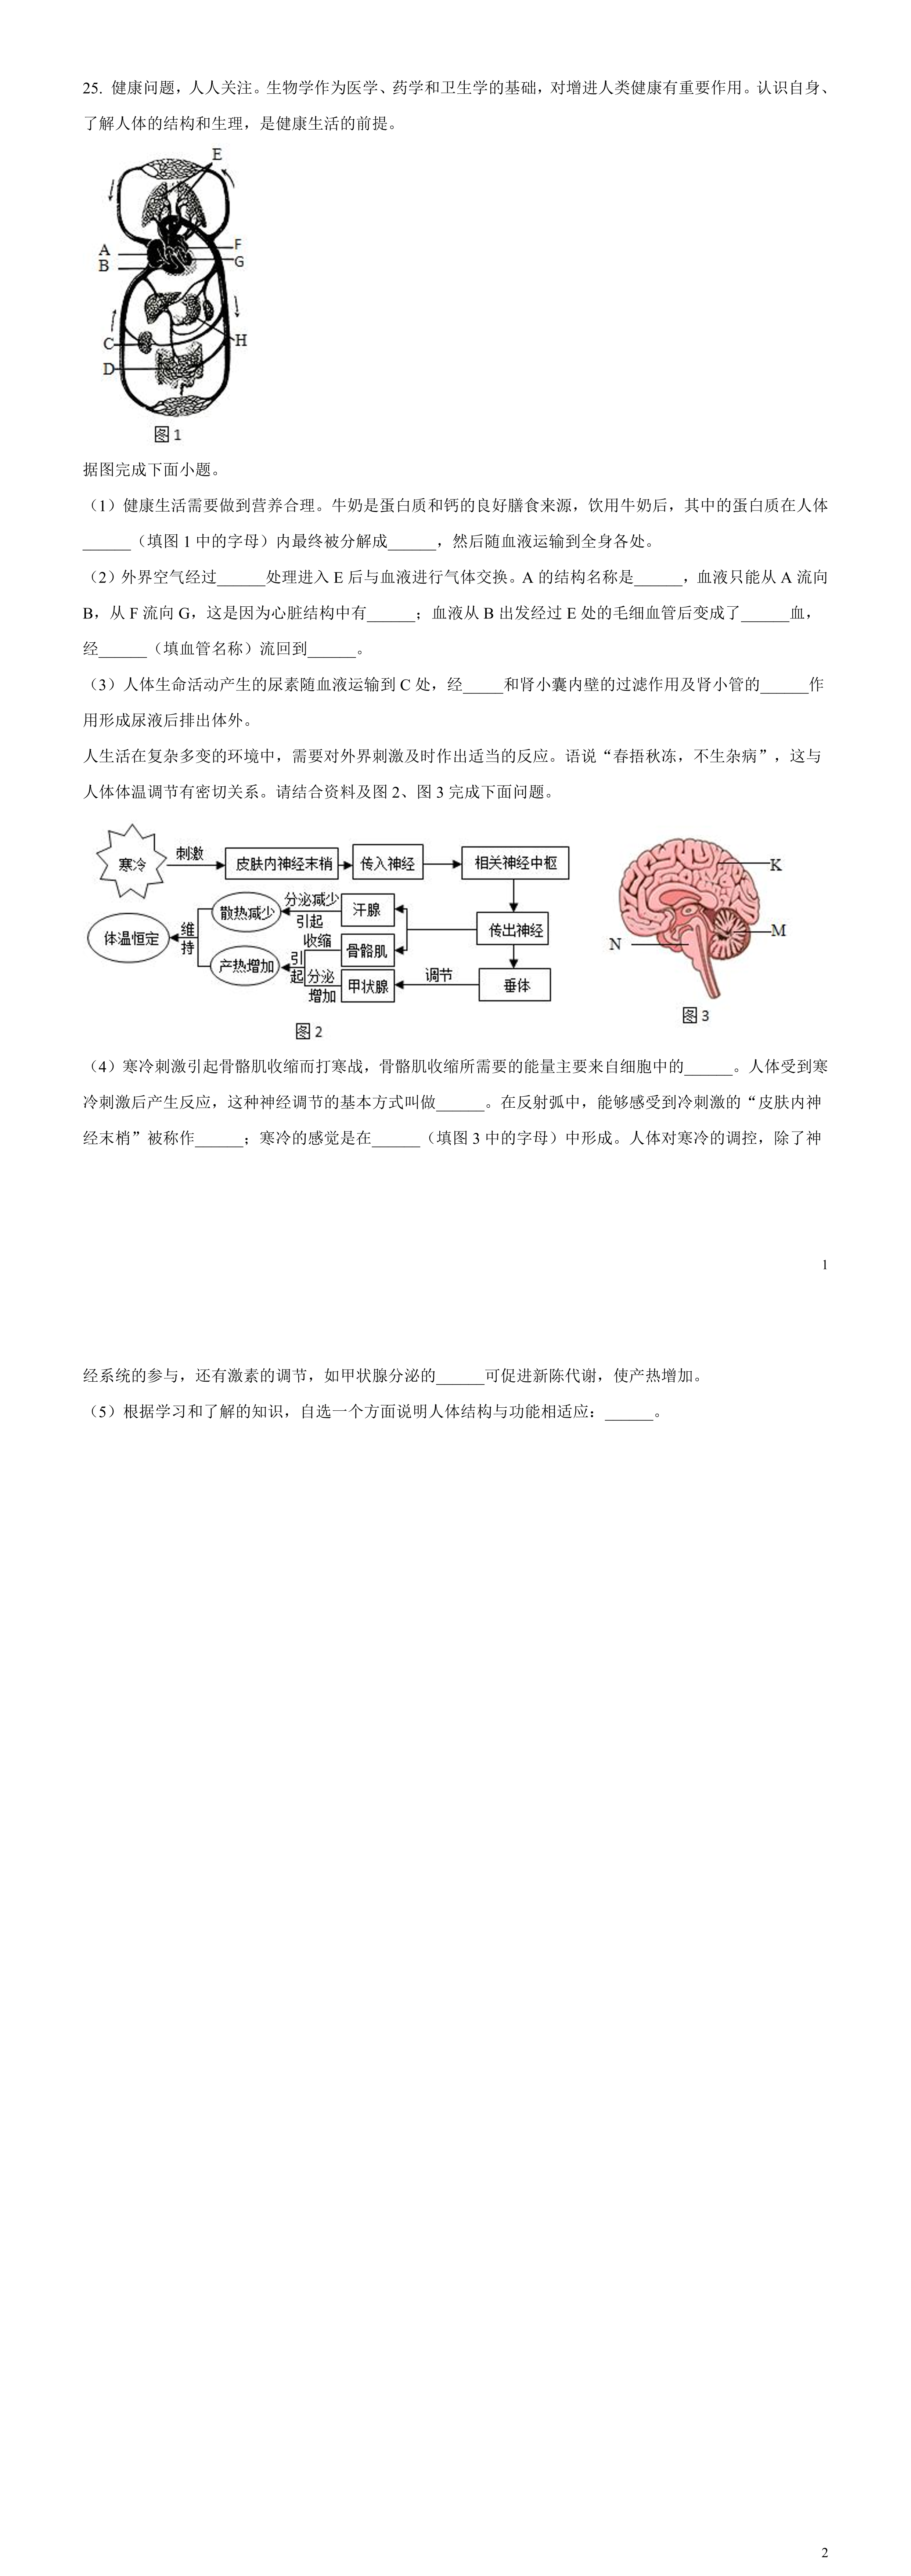 25. 健康问题，人人关注。生物学作为医学、药学和卫生学的基础，对增进人类健康有重要作用。认识自身、
了解人体的结构和生理，是健康生活的前提。
E
A
B
F
G
C
H
D
图 1
据图完成下面小题。
（1）健康生活需要做到营养合理。牛奶是蛋白质和钙的良好膳食来源，饮用牛奶后，其中的蛋白质在人体
______（填图 1 中的字母）内最终被分解成______，然后随血液运输到全身各处。
（2）外界空气经过______处理进入 E 后与血液进行气体交换。A 的结构名称是______，血液只能从 A 流向
B，从 F 流向 G，这是因为心脏结构中有______；血液从 B 出发经过 E 处的毛细血管后变成了______血，
经______（填血管名称）流回到______。
（3）人体生命活动产生的尿素随血液运输到 C 处，经_____和肾小囊内壁的过滤作用及肾小管的______作
用形成尿液后排出体外。
人生活在复杂多变的环境中，需要对外界刺激及时作出适当的反应。语说“春捂秋冻，不生杂病”，这与
人体体温调节有密切关系。请结合资料及图 2、图 3 完成下面问题。
寒冷
刺激
皮肤内神经末梢
传入神经
相关神经中枢
体温恒定
维持
散热减少
分泌减少
引起
汗腺
传出神经
产热增加
引起
收缩
骨骼肌
分泌增加
甲状腺
调节
垂体
图 2
K
M
N
图 3
（4）寒冷刺激引起骨骼肌收缩而打寒战，骨骼肌收缩所需要的能量主要来自细胞中的______。人体受到寒
冷刺激后产生反应，这种神经调节的基本方式叫做______。在反射弧中，能够感受到冷刺激的“皮肤内神
经末梢”被称作______；寒冷的感觉是在______（填图 3 中的字母）中形成。人体对寒冷的调控，除了神
1
经系统的参与，还有激素的调节，如甲状腺分泌的______可促进新陈代谢，使产热增加。
（5）根据学习和了解的知识，自选一个方面说明人体结构与功能相适应：______。
2